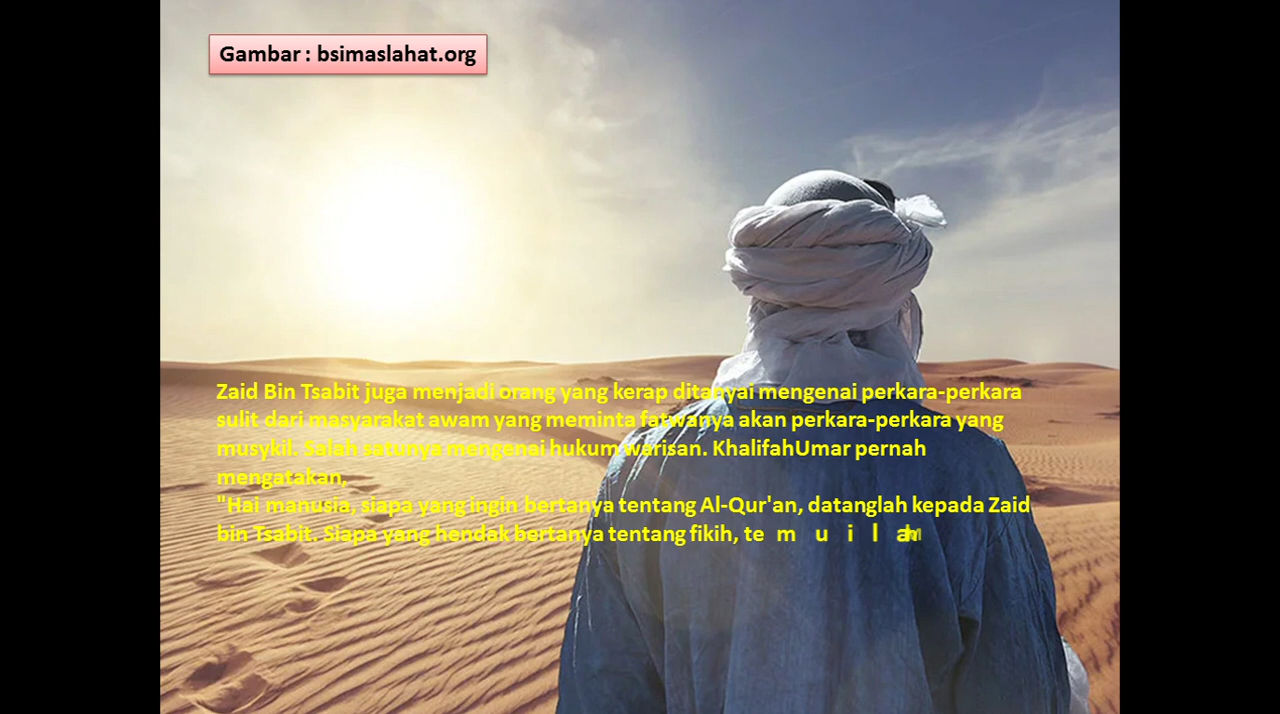 Gambar : bsimaslahat.org
Zaid Bin Tsabit juga menjadi orang yang kerap ditanyai mengenai perkara-perkara
sulit dari masyarakat awam yang meminta fatwanya akan perkara-perkara yang
musykil. Salah satunya mengenai hukum warisan. KhalifahUmar pernah
mengatakan,
"Hai manusia, siapa yang ingin bertanya tentang Al-Qur'an, datanglah kepada Zaid
bin Tsabit. Siapa yang hendak bertanya tentang fikih, te m u i l a h